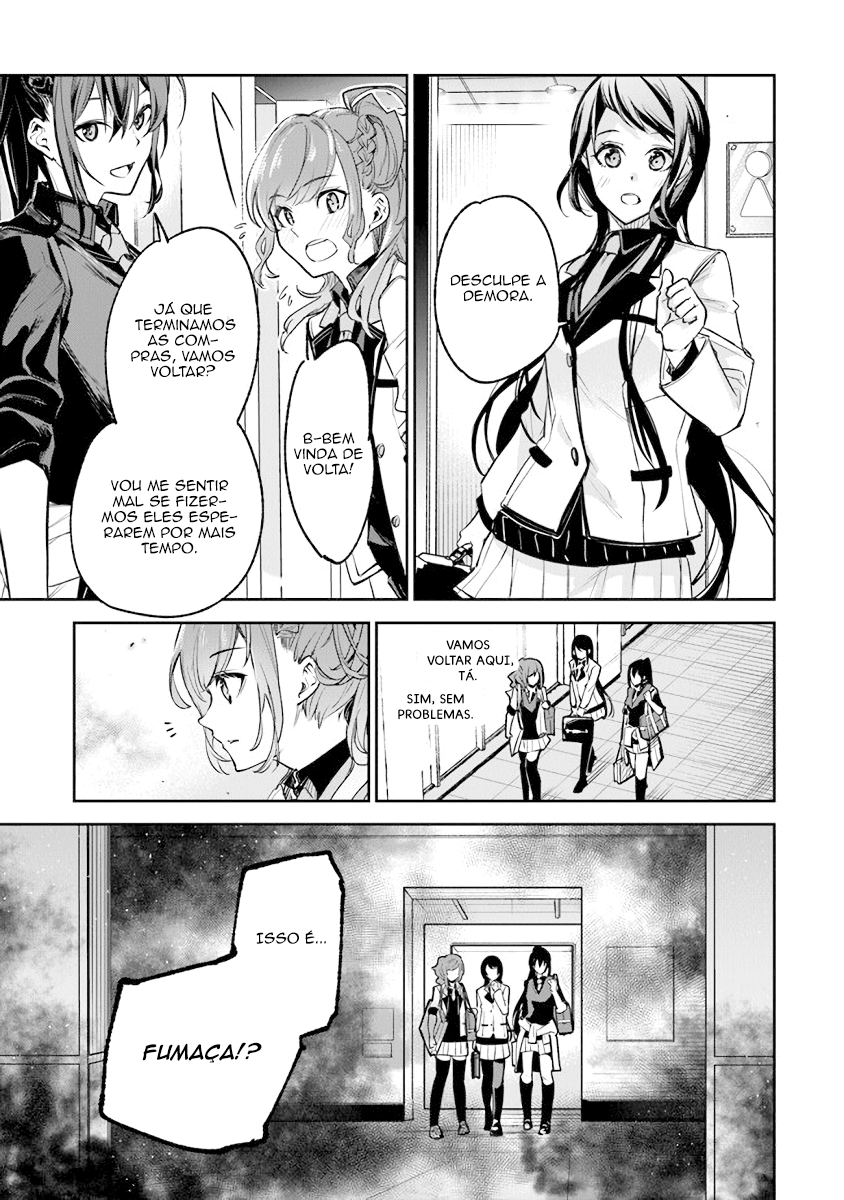 DESCULPE A
DEMORA.
B-BEM
VINDA DE
VOLTA!
JÁ QUE
TERMINAMOS
AS COM-
PRAS, VAMOS
VOLTAR?
VOU ME SENTIR
MAL SE FIZER-
MOS ELES ESPE-
RAREM POR MAIS
TEMPO.
VAMOS
VOLTAR AQUI,
TÁ.
SIM, SEM
PROBLEMAS.
ISSO É...
FUMAÇA!?